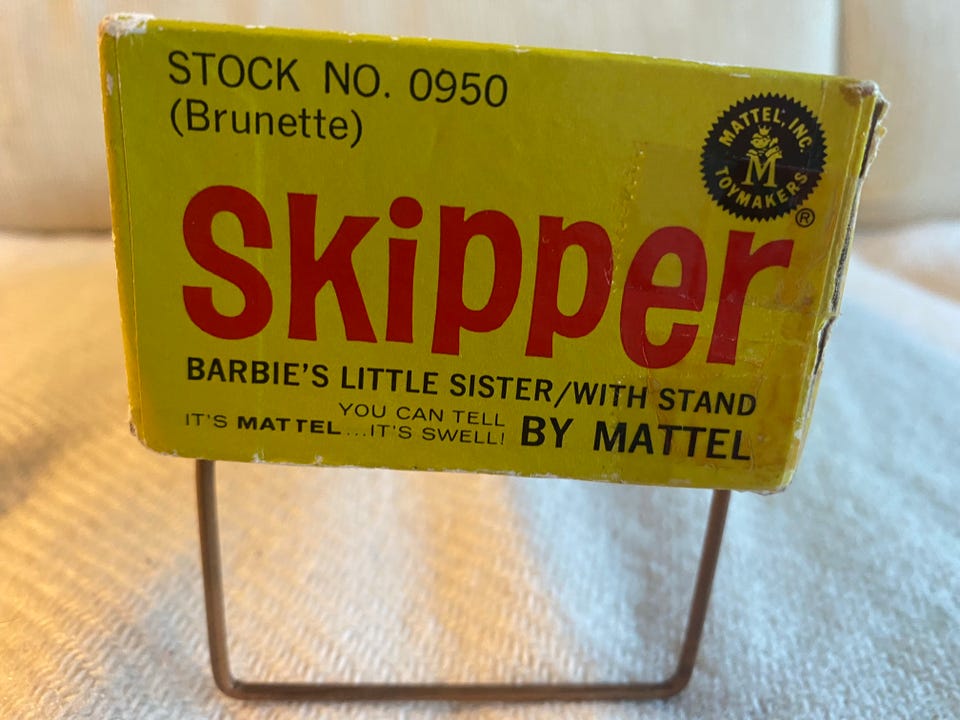 STOCK NO. 0950
(Brunette)
MATTEL, INC.
M
TOYMAKERS
®
Skipper
BARBIE'S LITTLE SISTER/WITH STAND
YOU CAN TELL
IT'S MATTEL...IT'S SWELL!
BY MATTEL